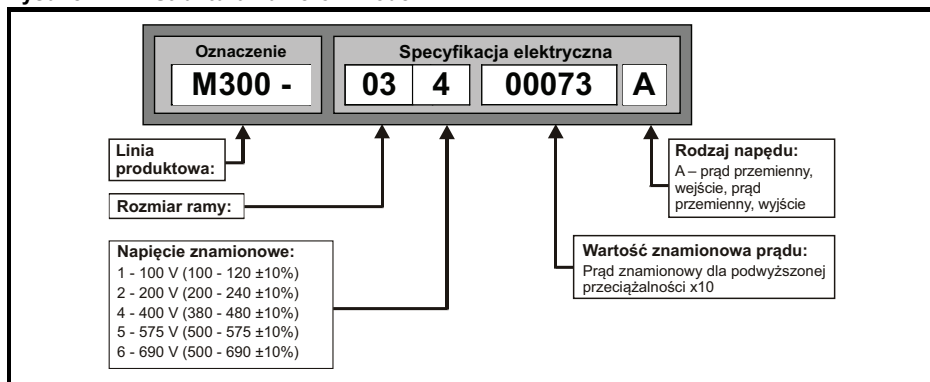 Oznaczenie
Specyfikacja elektryczna
M300 -
03 4 00073 A
Linia
produktowa:
Rozmiar ramy:
Napięcie znamionowe:
1 - 100 V (100 - 120 ±10%)
2 - 200 V (200 - 240 ±10%)
4 - 400 V (380 - 480 ±10%)
5 - 575 V (500 - 575 ±10%)
6 - 690 V (500 - 690 ±10%)
Rodzaj napędu:
A – prąd przemienny,
wejście, prąd
przemienny, wyjście
Wartość znamionowa prądu:
Prąd znamionowy dla podwyższonej
przeciążalności x10